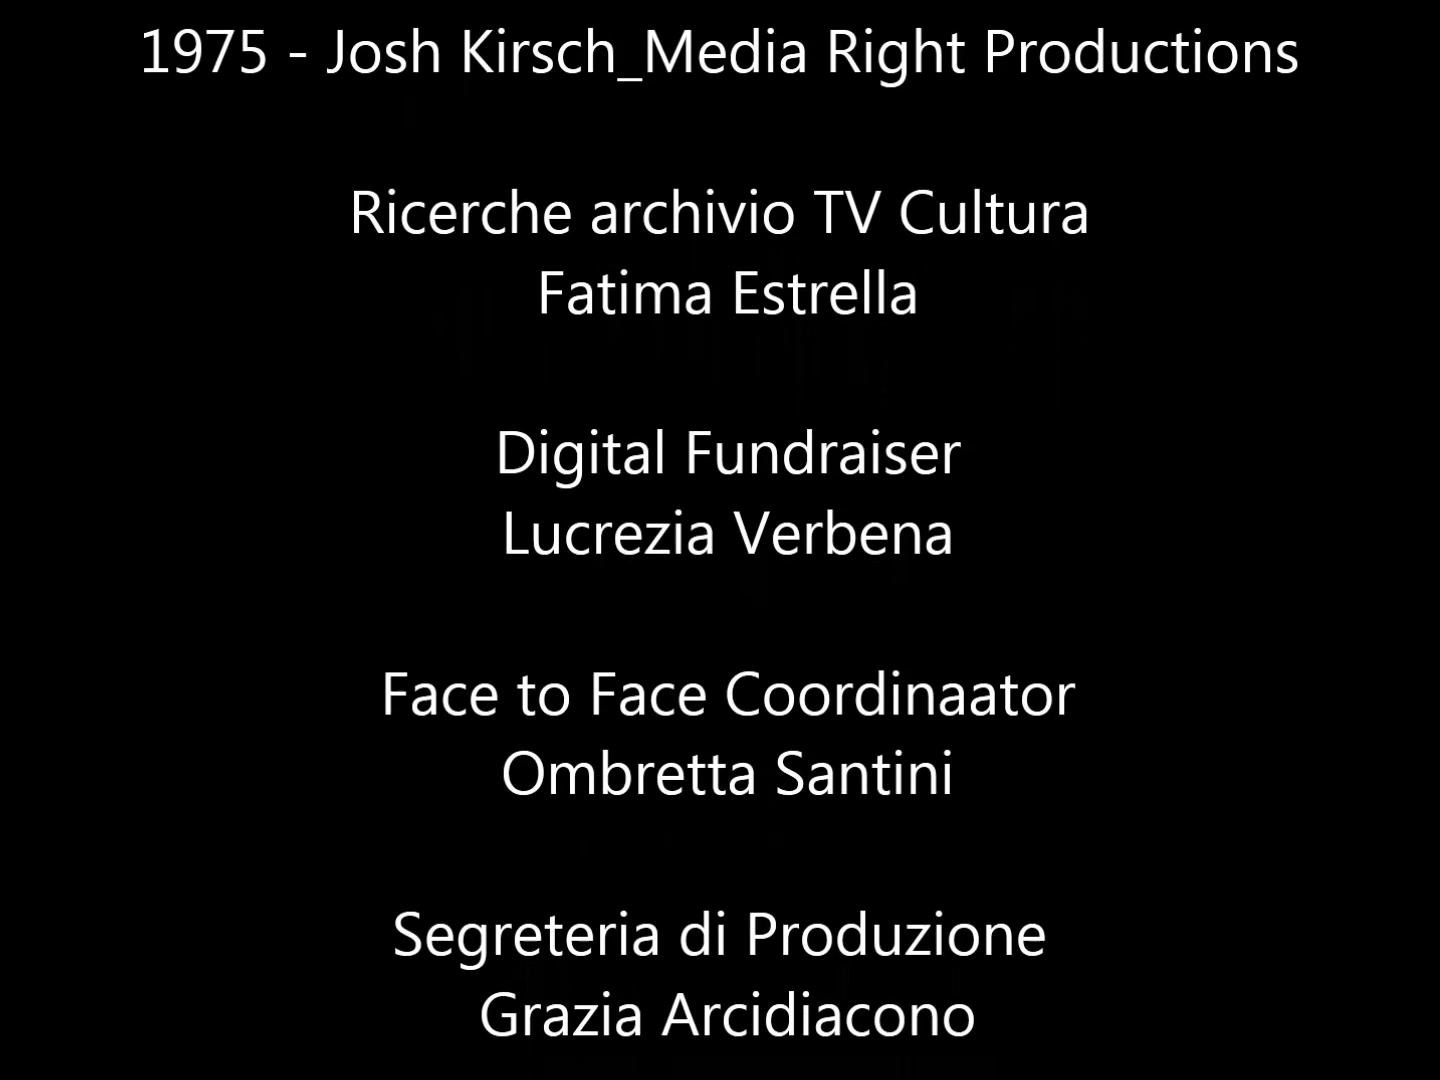 1975 - Josh Kirsch_Media Right Productions
Ricerche archivio TV Cultura
Fatima Estrella
Digital Fundraiser
Lucrezia Verbena
Face to Face Coordinaator
Ombretta Santini
Segreteria di Produzione
Grazia Arcidiacono